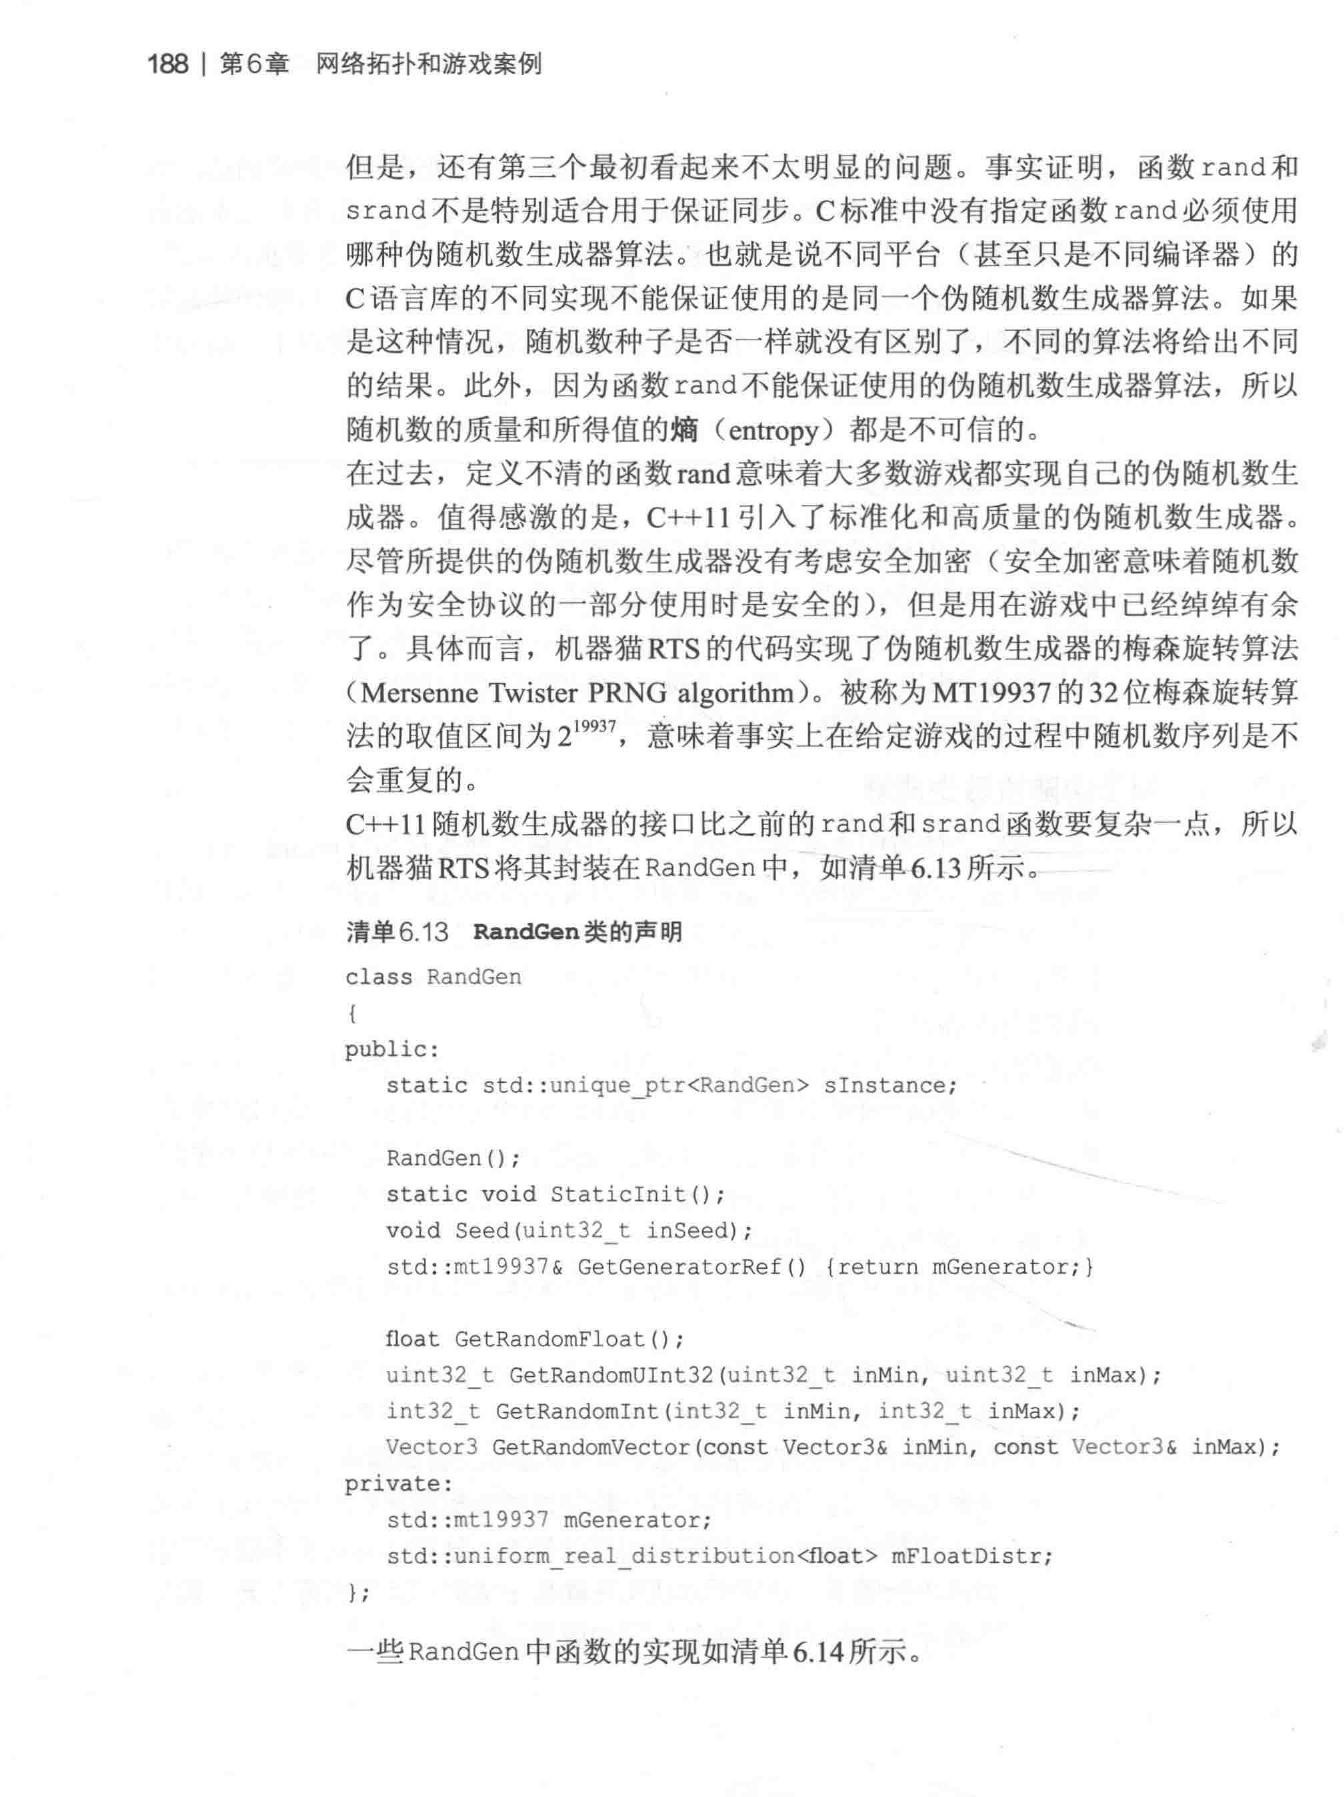 188 | 第6章　网络拓扑和游戏案例
但是，还有第三个最初看起来不太明显的问题。事实证明，函数rand和
srand不是特别适合用于保证同步。C标准中没有指定函数rand必须使用
哪种伪随机数生成器算法。也就是说不同平台（甚至只是不同编译器）的
C语言库的不同实现不能保证使用的是同一个伪随机数生成器算法。如果
是这种情况，随机数种子是否一样就没有区别了，不同的算法将给出不同
的结果。此外，因为函数rand不能保证使用的伪随机数生成器算法，所以
随机数的质量和所得值的熵（entropy）都是不可信的。
在过去，定义不清的函数rand意味着大多数游戏都实现自己的伪随机数生
成器。值得感激的是，C++11引入了标准化和高质量的伪随机数生成器。
尽管所提供的伪随机数生成器没有考虑安全加密（安全加密意味着随机数
作为安全协议的一部分使用时是安全的），但是用在游戏中已经绰绰有余
了。具体而言，机器猫RTS的代码实现了伪随机数生成器的梅森旋转算法
（Mersenne Twister PRNG algorithm）。被称为MT19937的32位梅森旋转算
法的取值区间为2^19937，意味着事实上在给定游戏的过程中随机数序列是不
会重复的。
C++11随机数生成器的接口比之前的rand和srand函数要复杂一点，所以
机器猫RTS将其封装在RandGen中，如清单6.13所示。
清单6.13　RandGen类的声明
class RandGen
{
public:
   static std::unique_ptr<RandGen> sInstance;
   RandGen();
   static void StaticInit();
   void Seed(uint32_t inSeed);
   std::mt19937& GetGeneratorRef() {return mGenerator;}
   float GetRandomFloat();
   uint32_t GetRandomUInt32(uint32_t inMin, uint32_t inMax);
   int32_t GetRandomInt(int32_t inMin, int32_t inMax);
   Vector3 GetRandomVector(const Vector3& inMin, const Vector3& inMax);
private:
   std::mt19937 mGenerator;
   std::uniform_real_distribution<float> mFloatDistr;
};
一些RandGen中函数的实现如清单6.14所示。